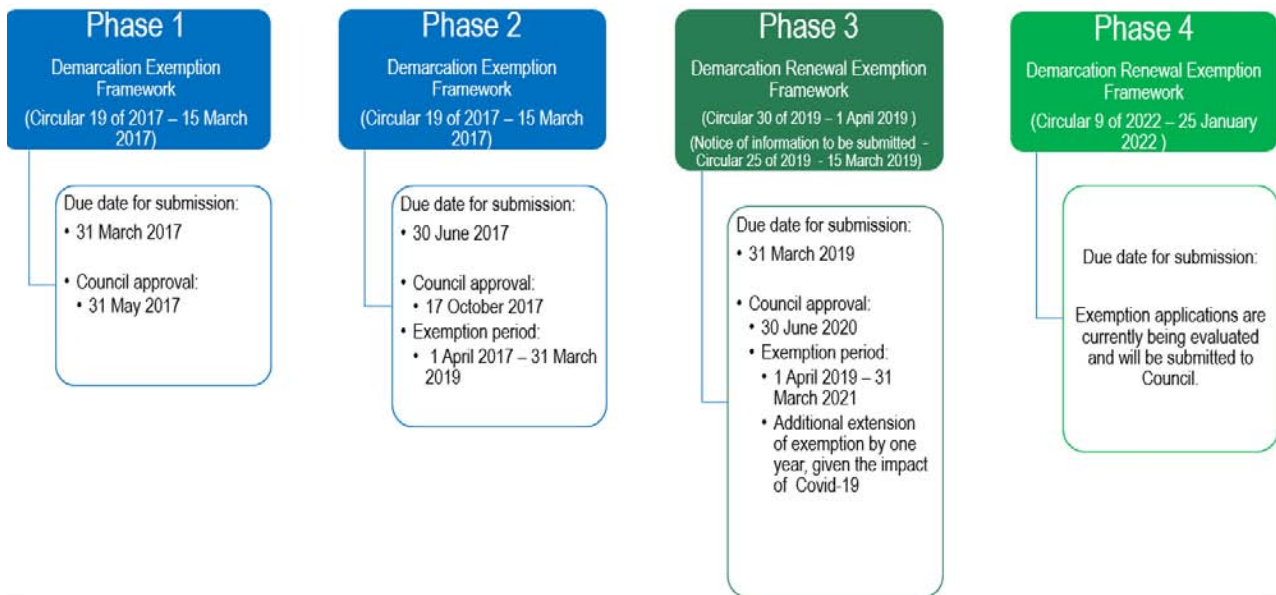 Phase 1
Demarcation Exemption
Framework
(Circular 19 of 2017 – 15 March
2017)
Due date for submission:
• 31 March 2017
• Council approval:
• 31 May 2017
Phase 2
Demarcation Exemption
Framework
(Circular 19 of 2017 – 15 March
2017)
Due date for submission:
• 30 June 2017
• Council approval:
• 17 October 2017
• Exemption period:
• 1 April 2017 – 31 March
2019
Phase 3
Demarcation Renewal Exemption
Framework
(Circular 30 of 2019 – 1 April 2019 )
(Notice of information to be submitted -
Circular 25 of 2019 - 15 March 2019)
Due date for submission:
• 31 March 2019
• Council approval:
• 30 June 2020
• Exemption period:
• 1 April 2019 – 31
March 2021
• Additional extension
of exemption by one
year, given the impact
of Covid-19
Phase 4
Demarcation Renewal Exemption
Framework
(Circular 9 of 2022 – 25 January
2022 )
Due date for submission:
Exemption applications are
currently being evaluated
and will be submitted to
Council.